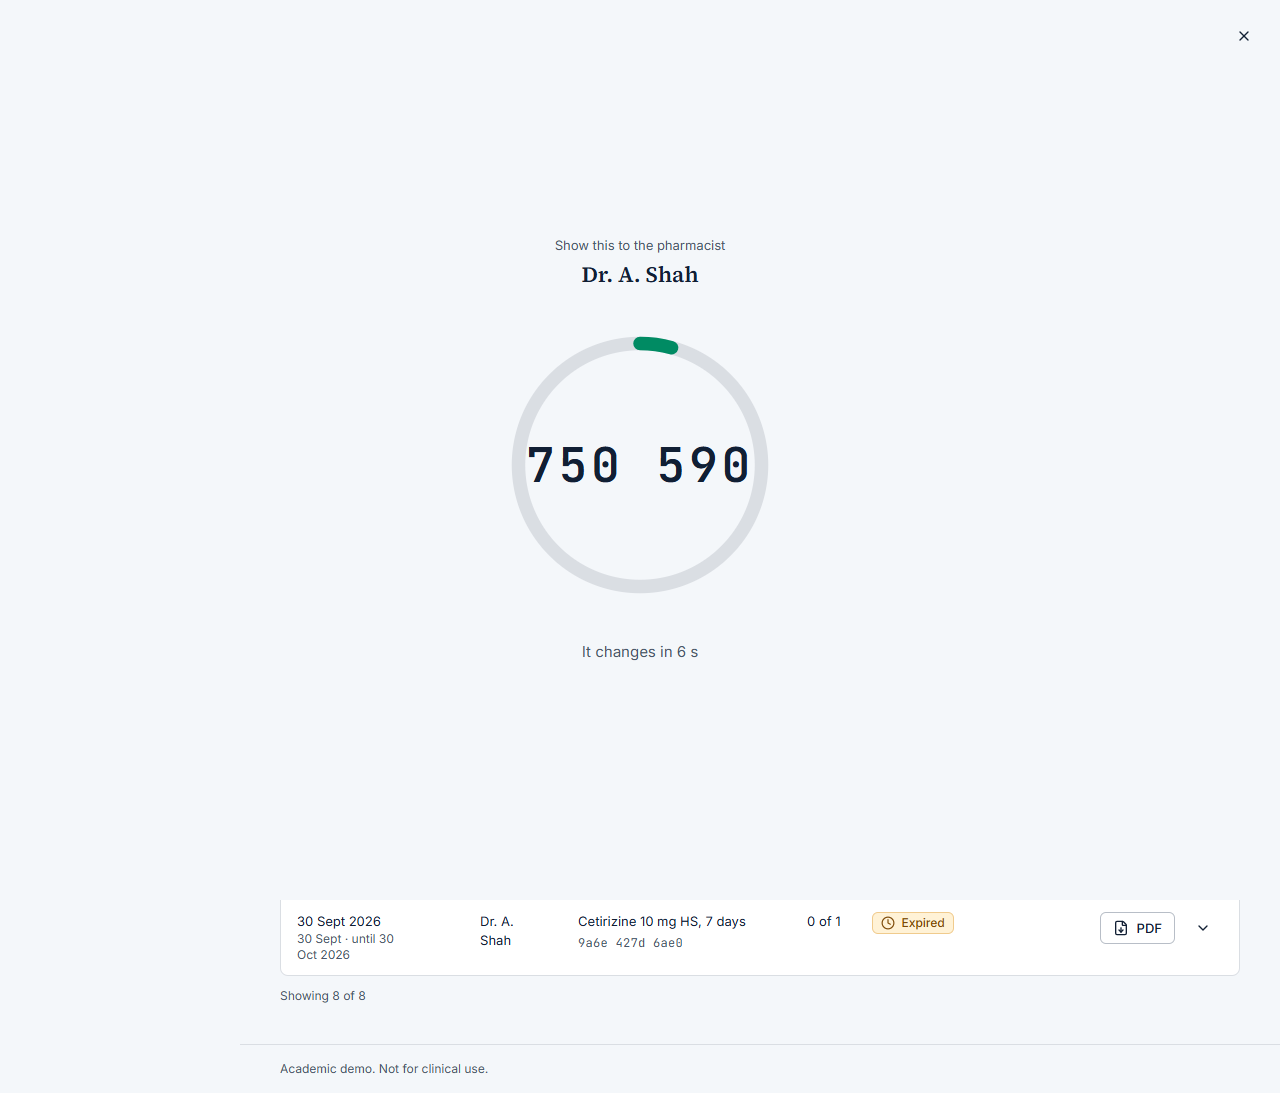 Show this to the pharmacist
Dr. A. Shah
750 590
It changes in 6 s
30 Sept 2026
30 Sept · until 30
Oct 2026
Dr. A.
Shah
Cetirizine 10 mg HS, 7 days
9a6e 427d 6ae0
0 of 1
Expired
PDF
Showing 8 of 8
Academic demo. Not for clinical use.